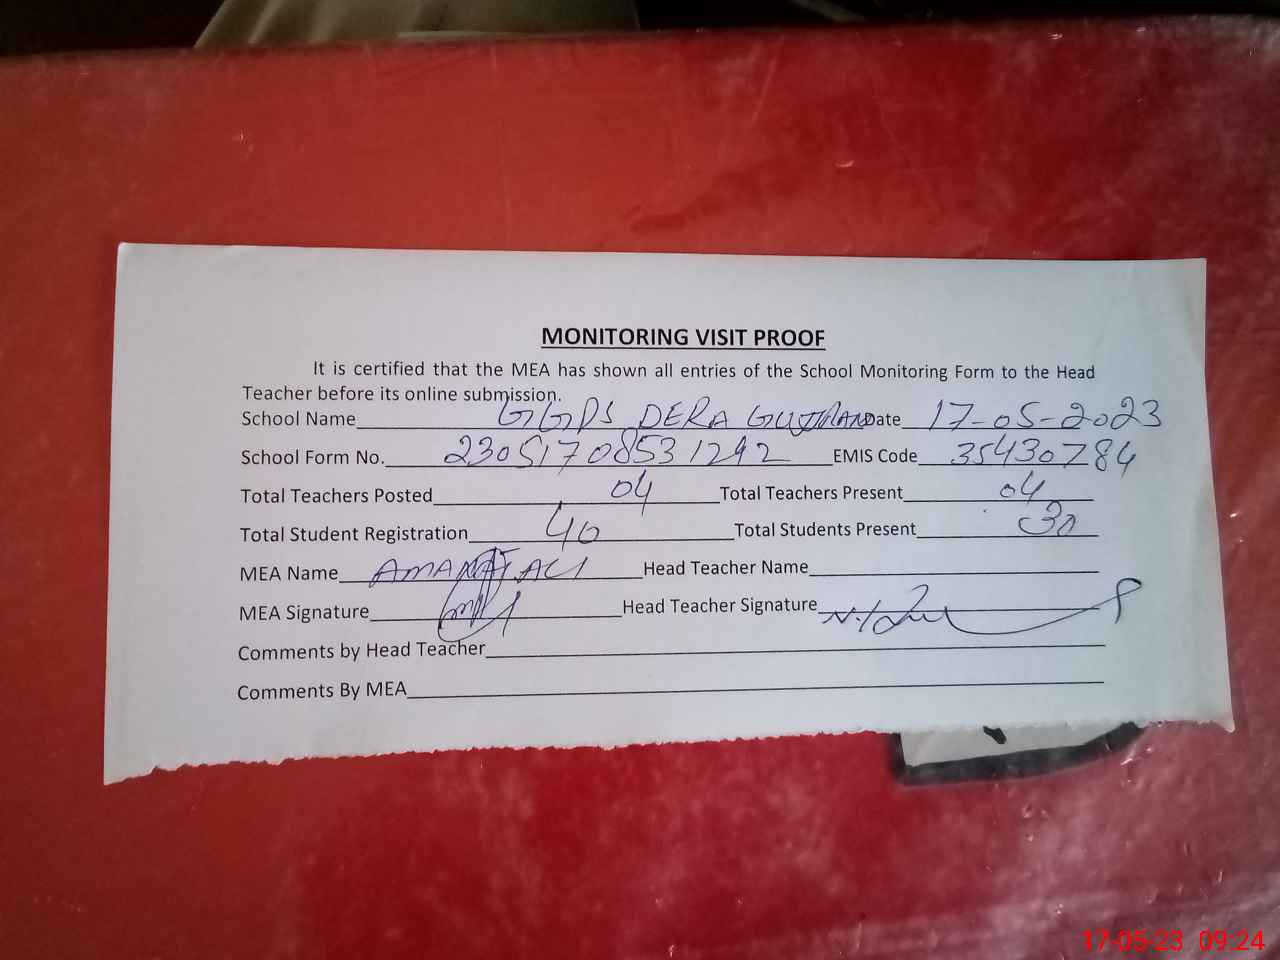 MONITORING VISIT PROOF
It is certified that the MEA has shown all entries of the School Monitoring Form to the Head
Teacher before its online submission.
School Name GGPS DERA GUJRAN Date 17-05-2023
School Form No. 23051708531292 EMIS Code 35430784
Total Teachers Posted 04 Total Teachers Present 04
Total Student Registration 40 Total Students Present 30
MEA Name AMANAT ALI Head Teacher Name
MEA Signature Head Teacher Signature
Comments by Head Teacher
Comments By MEA
17-05-23 09:24